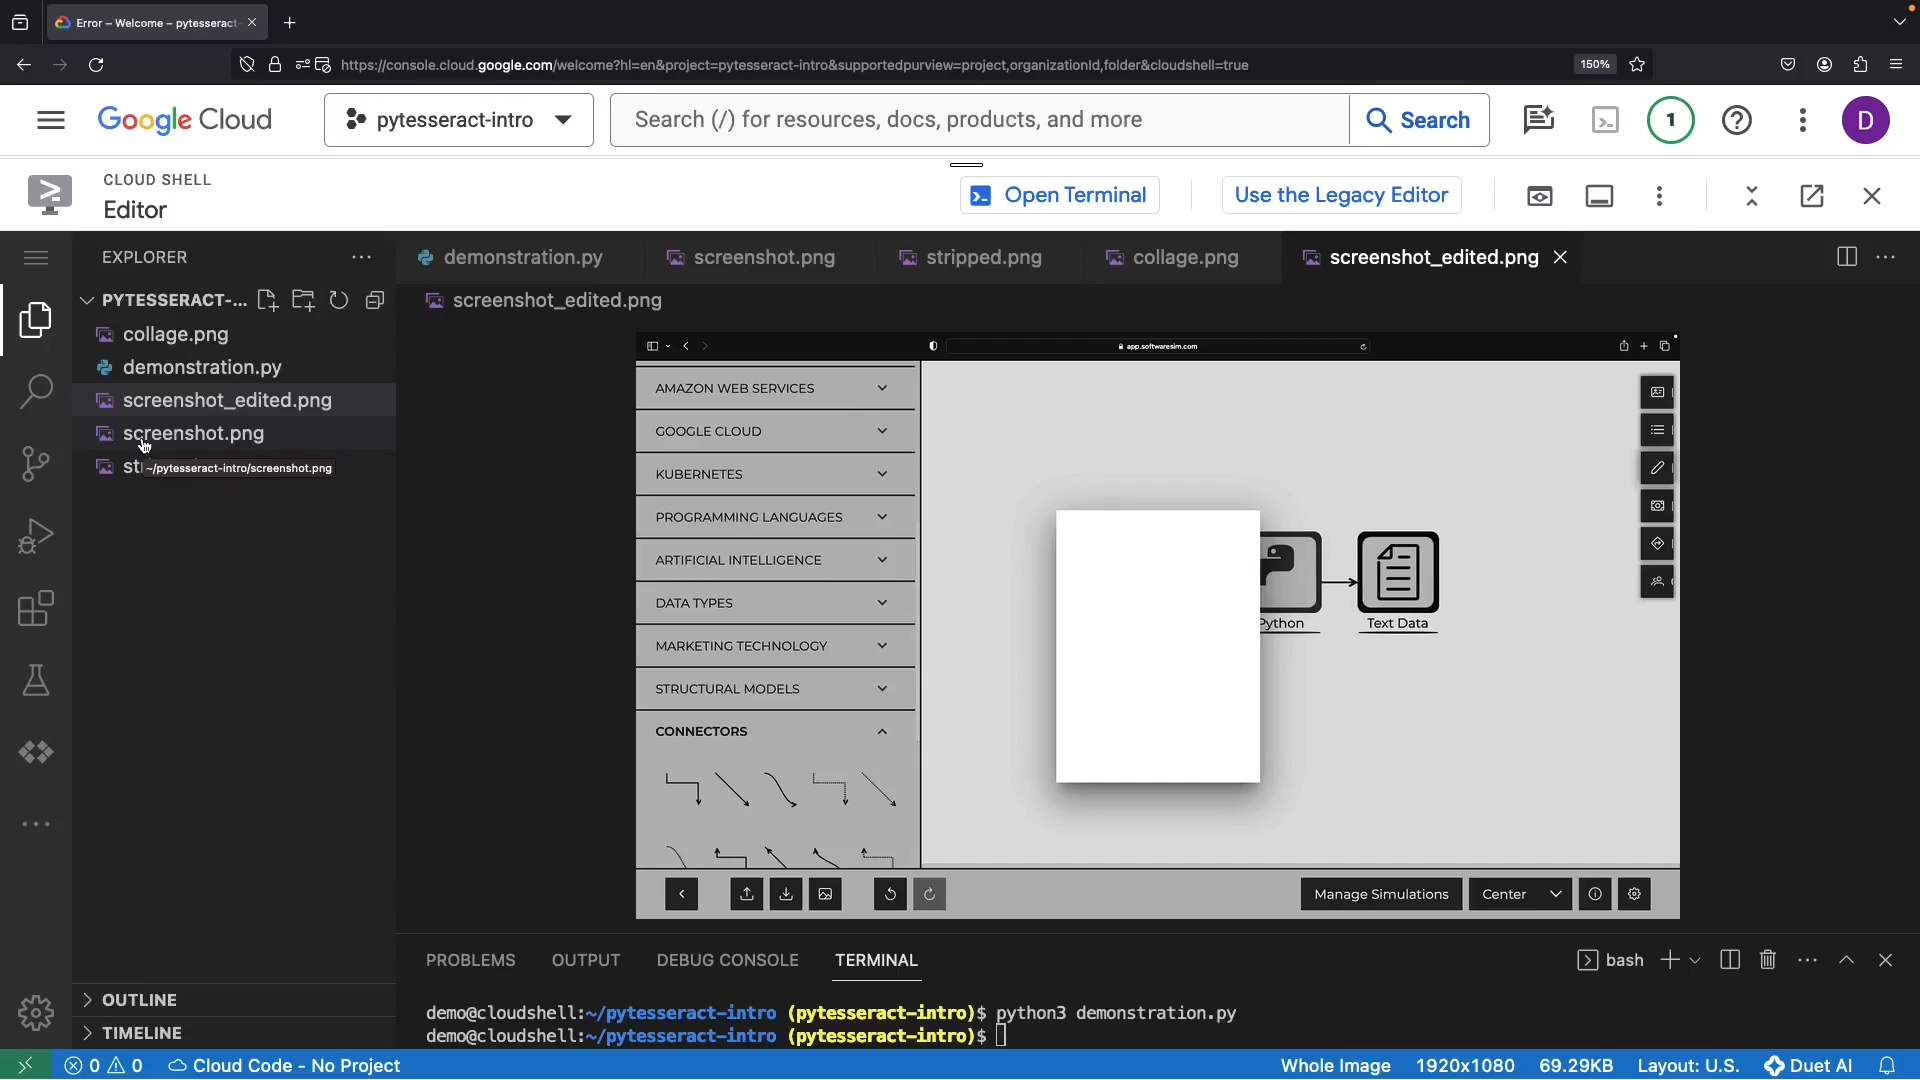 Error – Welcome – pytesseract-
https://console.cloud.google.com/welcome?hl=en&project=pytesseract-intro&supportedpurview=project,organizationId,folder&cloudshell=true
150%
Google Cloud
pytesseract-intro
Search (/) for resources, docs, products, and more
Search
1
D
CLOUD SHELL
Editor
Open Terminal
Use the Legacy Editor
EXPLORER
demonstration.py
screenshot.png
stripped.png
collage.png
screenshot_edited.png
PYTESSERACT-...
screenshot_edited.png
collage.png
demonstration.py
screenshot_edited.png
screenshot.png
~/pytesseract-intro/screenshot.png
app.softwaresim.com
AMAZON WEB SERVICES
GOOGLE CLOUD
KUBERNETES
PROGRAMMING LANGUAGES
ARTIFICIAL INTELLIGENCE
DATA TYPES
MARKETING TECHNOLOGY
STRUCTURAL MODELS
CONNECTORS
Python
Text Data
Manage Simulations
Center
PROBLEMS
OUTPUT
DEBUG CONSOLE
TERMINAL
bash
demo@cloudshell:~/pytesseract-intro (pytesseract-intro)$ python3 demonstration.py
demo@cloudshell:~/pytesseract-intro (pytesseract-intro)$
OUTLINE
TIMELINE
0
0
Cloud Code - No Project
Whole Image
1920x1080
69.29KB
Layout: U.S.
Duet AI